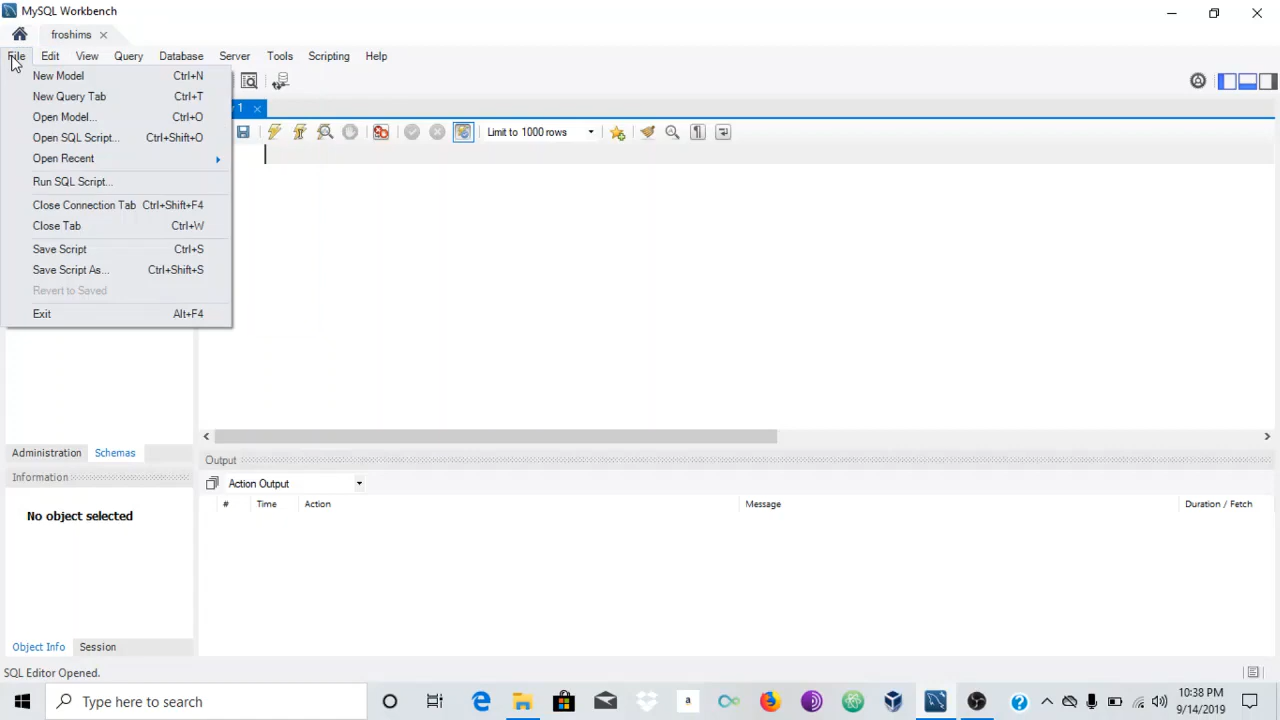 MySQL Workbench
froshims
File Edit View Query Database Server Tools Scripting Help
New Model Ctrl+N
New Query Tab Ctrl+T
Open Model... Ctrl+O
Open SQL Script... Ctrl+Shift+O
Open Recent
Run SQL Script...
Close Connection Tab Ctrl+Shift+F4
Close Tab Ctrl+W
Save Script Ctrl+S
Save Script As... Ctrl+Shift+S
Revert to Saved
Exit Alt+F4
1
Limit to 1000 rows
Administration Schemas
Information
No object selected
Object Info Session
Output
Action Output
# Time Action Message Duration / Fetch
SQL Editor Opened.
Type here to search
a
10:38 PM
9/14/2019